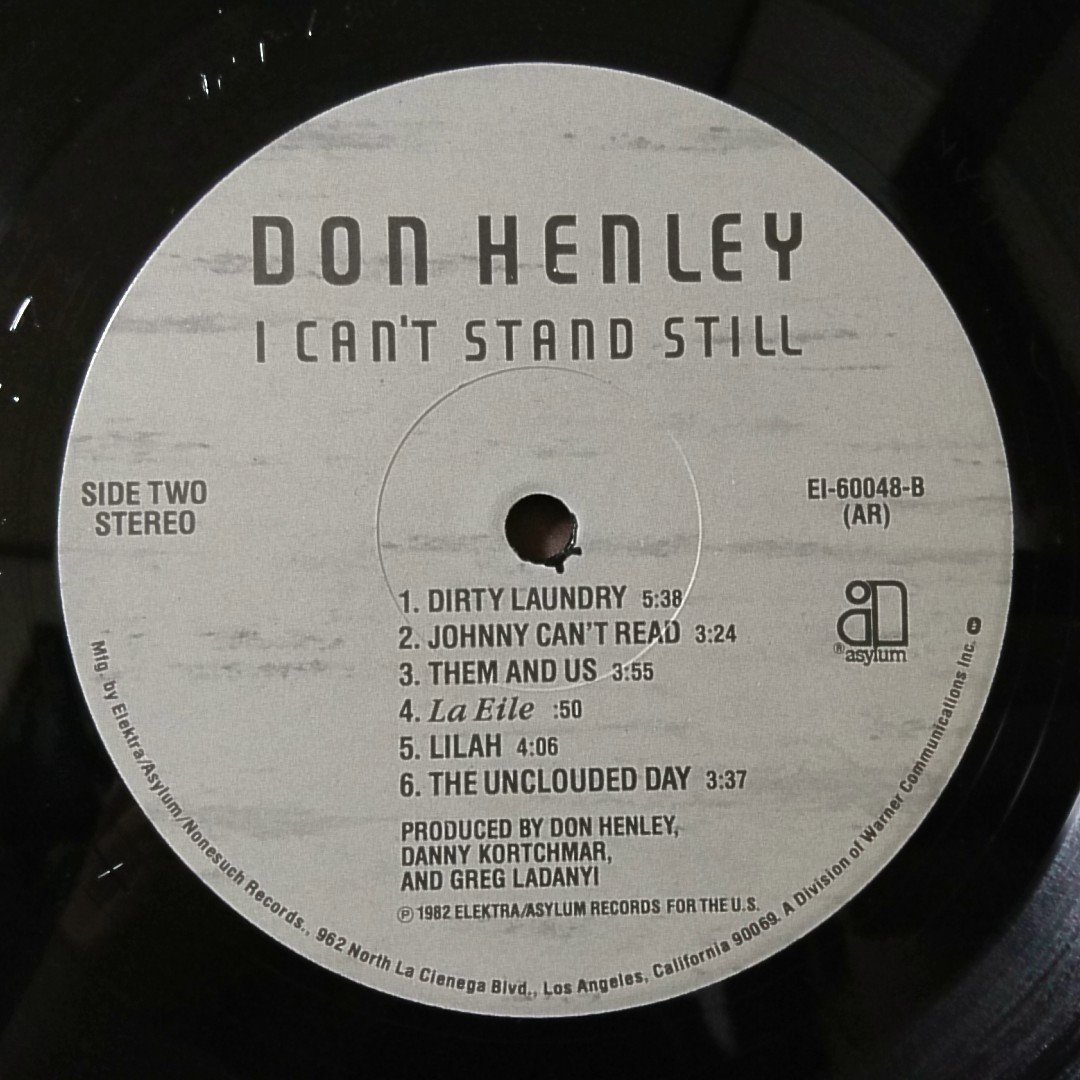 DON HENLEY
I CAN'T STAND STILL
SIDE TWO
STEREO
EI-60048-B
(AR)
1. DIRTY LAUNDRY 5:38
2. JOHNNY CAN'T READ 3:24
3. THEM AND US 3:55
4. La Eile :50
5. LILAH 4:06
6. THE UNCLOUDED DAY 3:37
®asylum
PRODUCED BY DON HENLEY,
DANNY KORTCHMAR,
AND GREG LADANYI
℗ 1982 ELEKTRA/ASYLUM RECORDS FOR THE U.S.
Mfg. by Elektra/Asylum/Nonesuch Records., 962 North La Cienega Blvd., Los Angeles, California 90069. A Division of Warner Communications Inc.